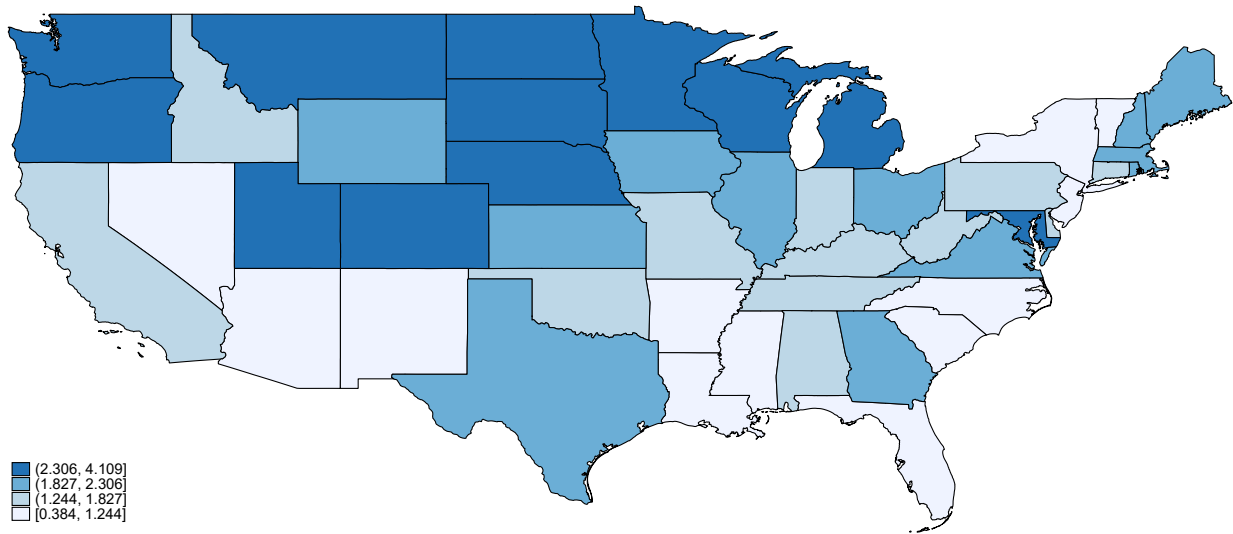 (2.306, 4.109]
(1.827, 2.306]
(1.244, 1.827]
[0.384, 1.244]